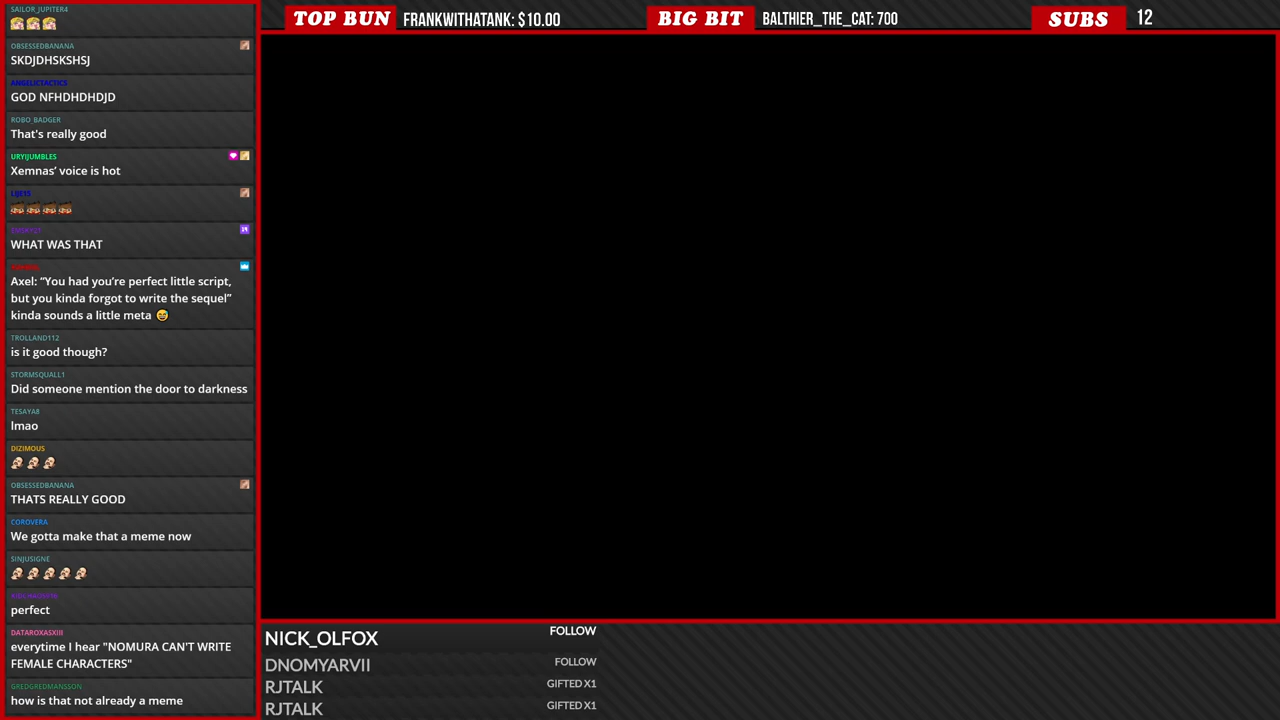 TOP BUN FRANKWITHATANK: $10.00 BIG BIT BALTHIER_THE_CAT: 700 SUBS 12
SAILOR_JUPITER4
OBSESSEDBANANA
SKDJDHSKSHSJ
ANGELICTACTICS
GOD NFHDHDHDJD
ROBO_BADGER
That's really good
URYIJUMBLES
Xemnas’ voice is hot
WHAT WAS THAT
Axel: “You had you’re perfect little script,
but you kinda forgot to write the sequel”
kinda sounds a little meta 😅
TROLLAND112
is it good though?
STORMSQUALL1
Did someone mention the door to darkness
TESAYA8
lmao
DIZIMOUS
OBSESSEDBANANA
THATS REALLY GOOD
COROVERA
We gotta make that a meme now
SINJUSIGNE
perfect
DATAROXASXIII
everytime I hear "NOMURA CAN'T WRITE
FEMALE CHARACTERS"
GREDGREDMANSSON
how is that not already a meme
NICK_OLFOX FOLLOW
DNOMYARVII FOLLOW
RJTALK GIFTED X1
RJTALK GIFTED X1